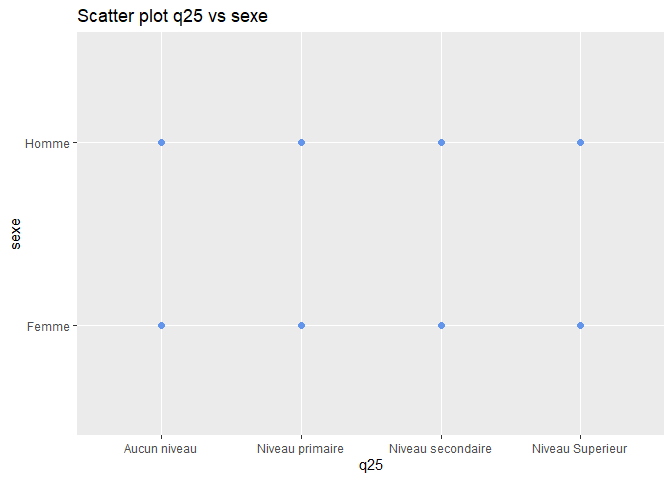 Scatter plot q25 vs sexe
Homme
sexe
Femme
Aucun niveau
Niveau primaire
Niveau secondaire
Niveau Superieur
q25